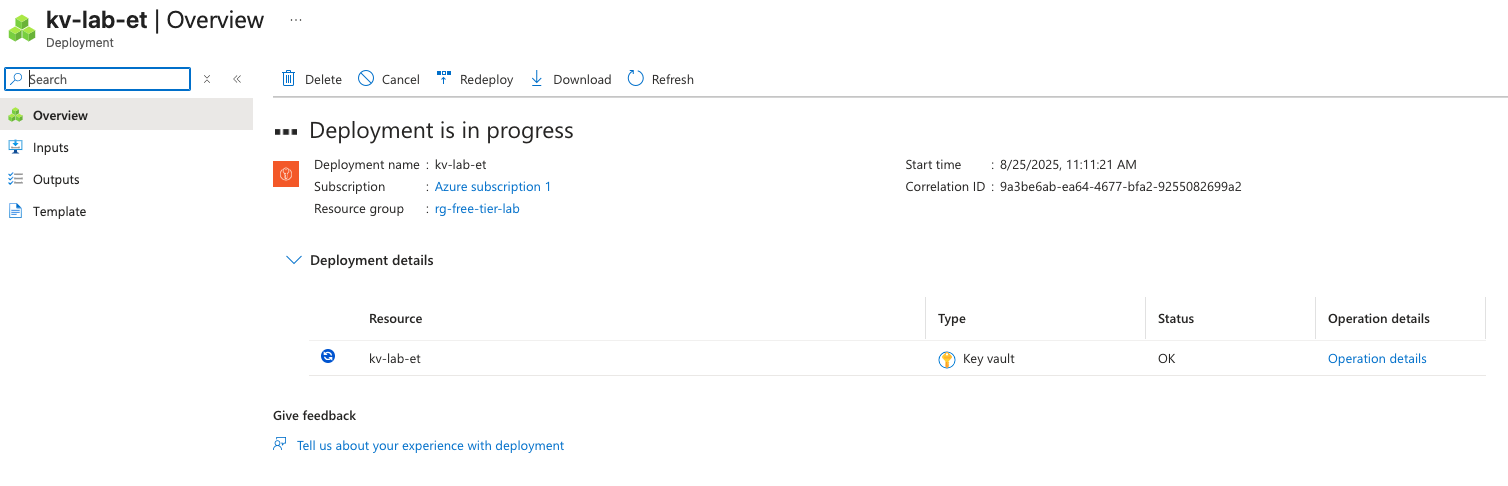 kv-lab-et | Overview ...
Deployment
Search
Overview
Inputs
Outputs
Template
Delete Cancel Redeploy Download Refresh
Deployment is in progress
Deployment name : kv-lab-et
Subscription : Azure subscription 1
Resource group : rg-free-tier-lab
Start time : 8/25/2025, 11:11:21 AM
Correlation ID : 9a3be6ab-ea64-4677-bfa2-9255082699a2
Deployment details
Resource Type Status Operation details
kv-lab-et Key vault OK Operation details
Give feedback
Tell us about your experience with deployment